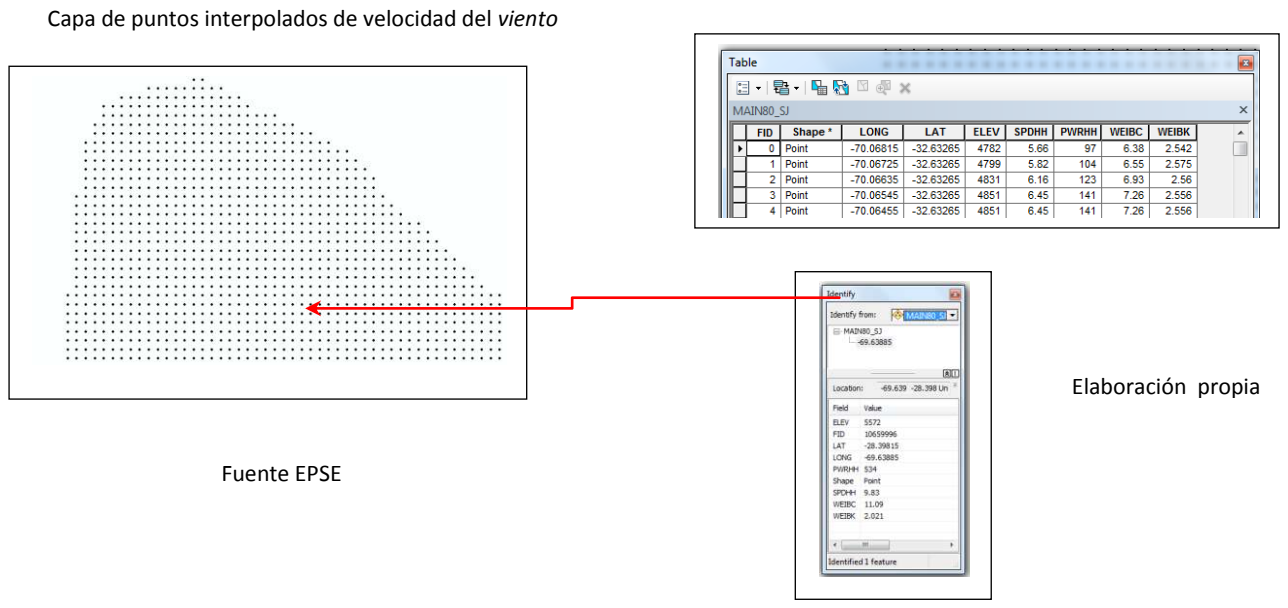 Capa de puntos interpolados de velocidad del viento
Table
MAIN80_SJ
FID Shape * LONG LAT ELEV SPDHH PWRHH WEIBC WEIBK
0 Point -70.06815 -32.63265 4782 5.66 97 6.38 2.542
1 Point -70.06725 -32.63265 4799 5.82 104 6.55 2.575
2 Point -70.06635 -32.63265 4831 6.16 123 6.93 2.56
3 Point -70.06545 -32.63265 4851 6.45 141 7.26 2.556
4 Point -70.06455 -32.63265 4851 6.45 141 7.26 2.556
Identify
Identify from: MAIN80_SJ
MAIN80_SJ
-69.63885
Location: -69.639 -28.398 Un
Field Value
ELEV 5572
FID 10659996
LAT -28.39815
LONG -69.63885
PWRHH 534
Shape Point
SPDHH 9.83
WEIBC 11.09
WEIBK 2.021
Identified 1 feature
Elaboración propia
Fuente EPSE